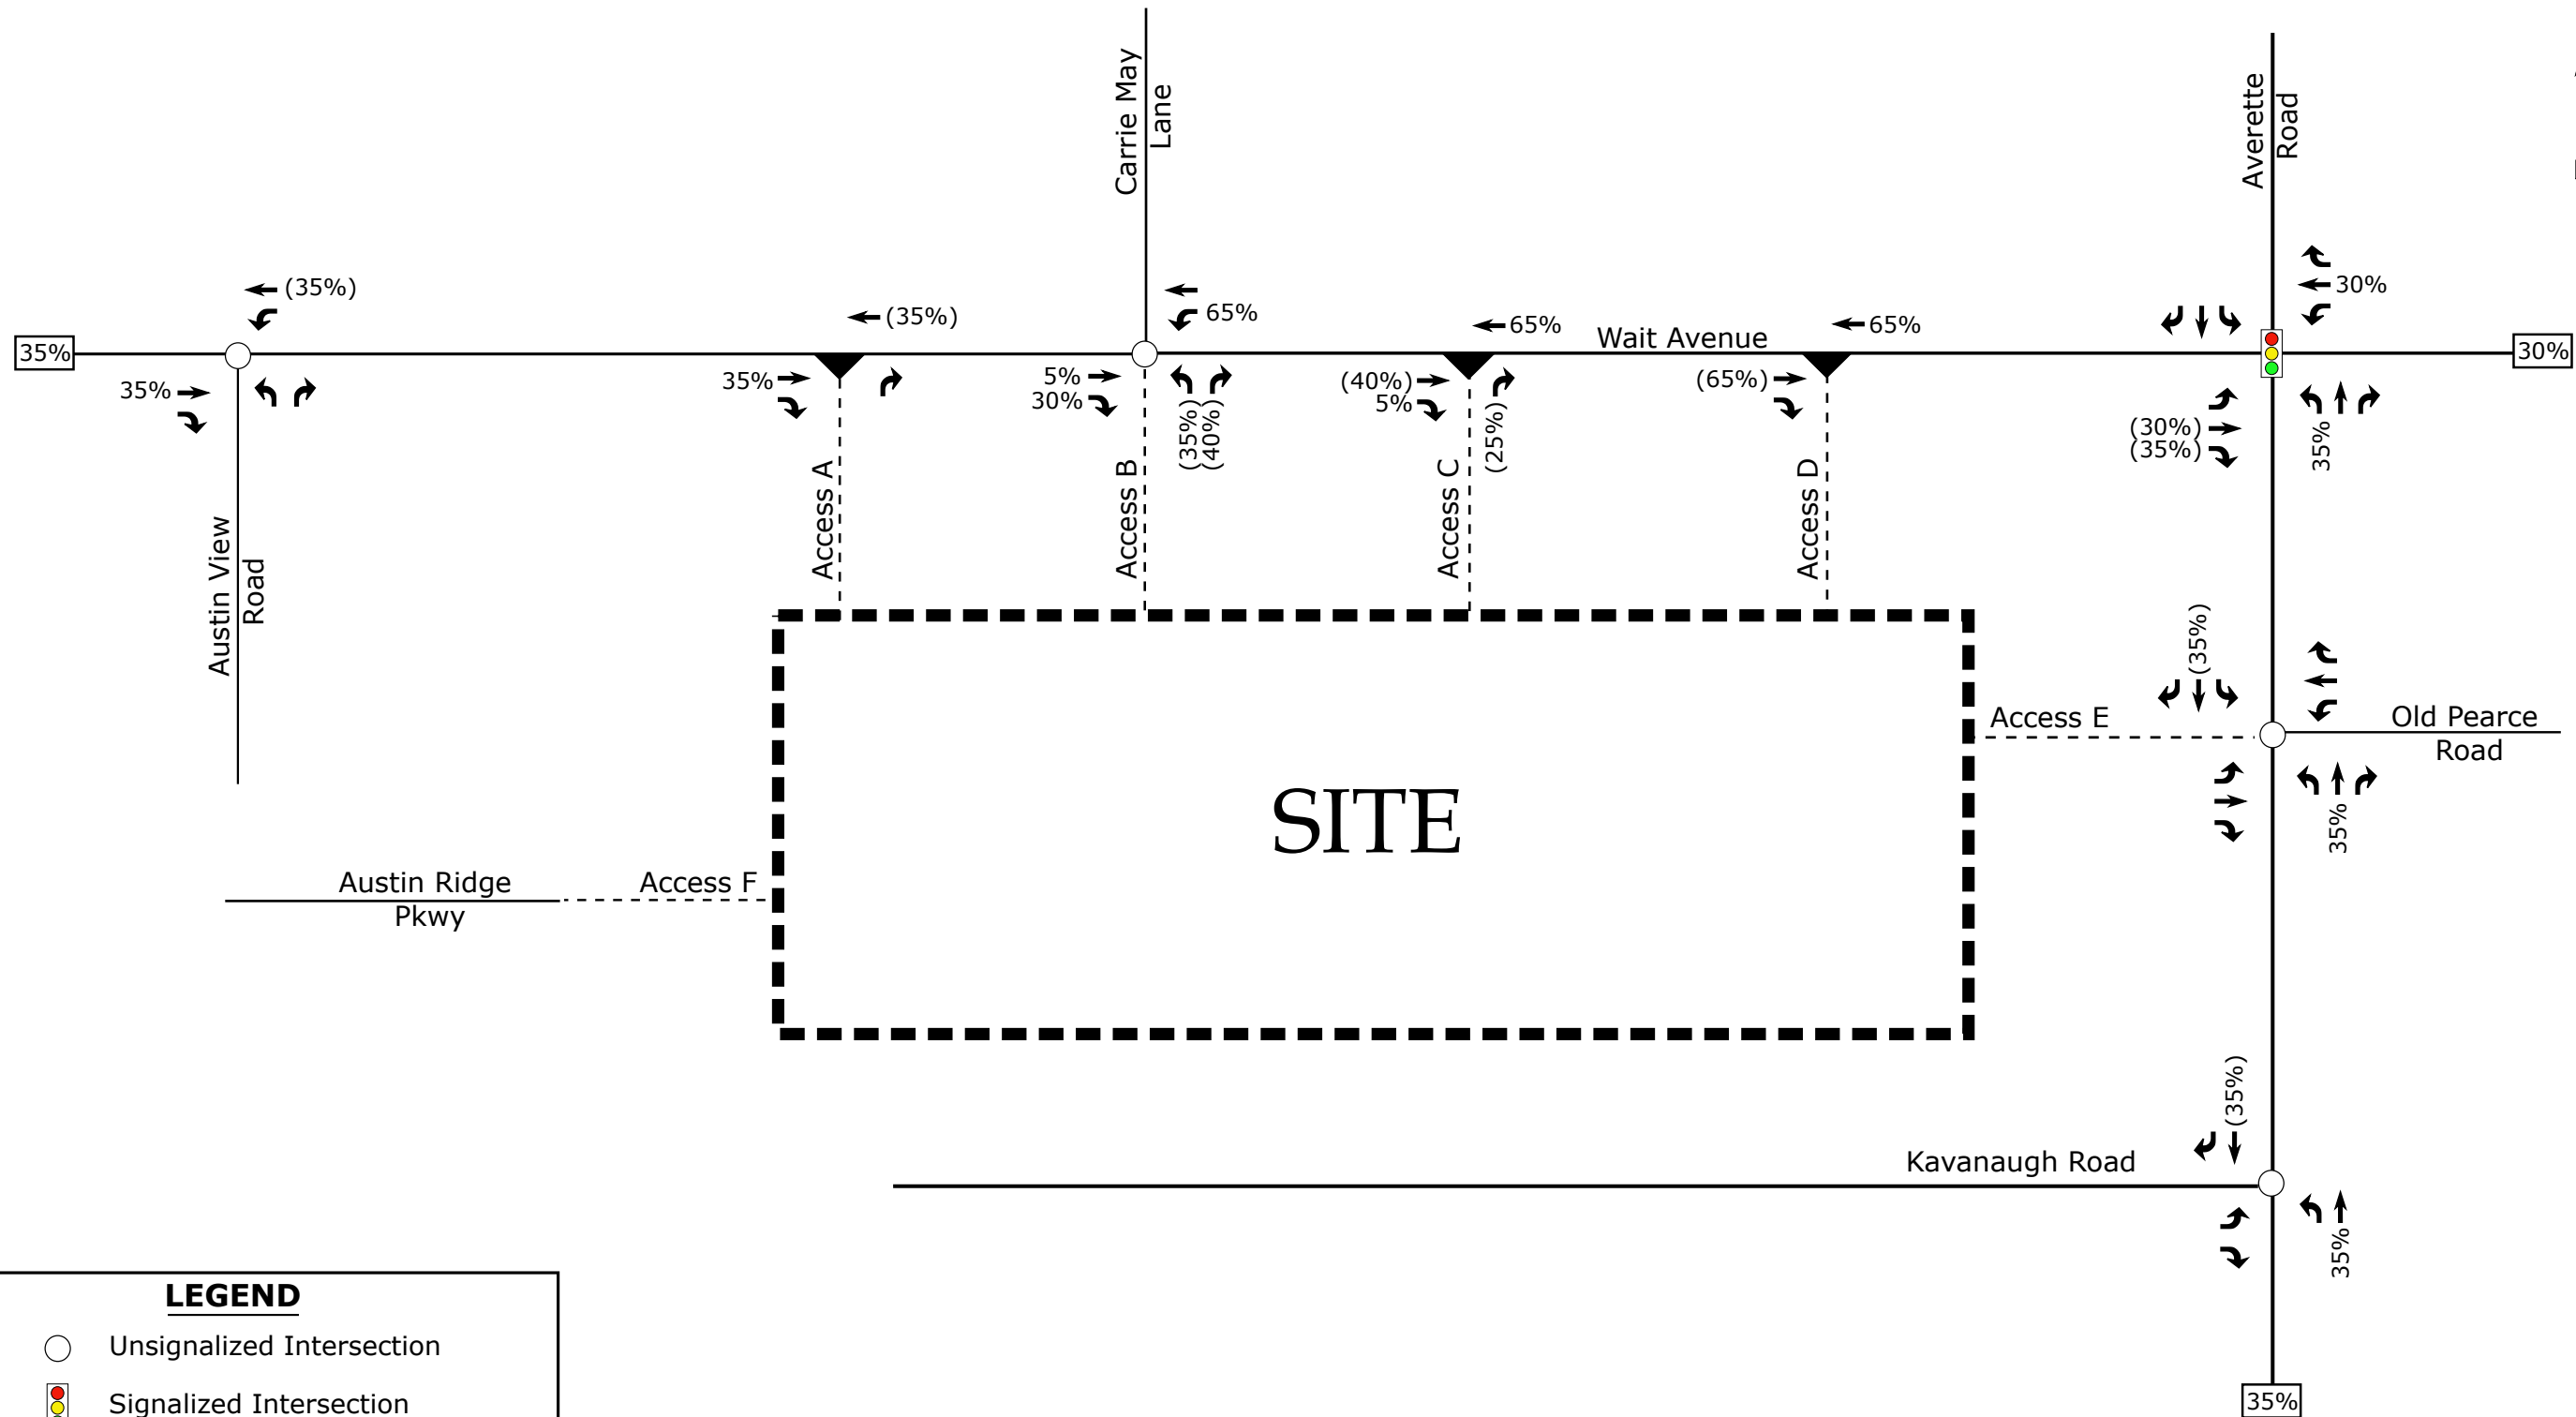 Carrie May
Lane
Averette
Road
(35%)
(35%)
65%
65%
Wait Avenue
65%
30%
35%
30%
35%
35%
5%
30%
(35%)
(40%)
(40%)
5%
(25%)
(65%)
(30%)
(35%)
35%
Access A
Access B
Access C
Access D
Austin View
Road
(35%)
Access E
Old Pearce
Road
35%
SITE
Austin Ridge
Pkwy
Access F
(35%)
Kavanaugh Road
35%
35%
LEGEND
Unsignalized Intersection
Signalized Intersection